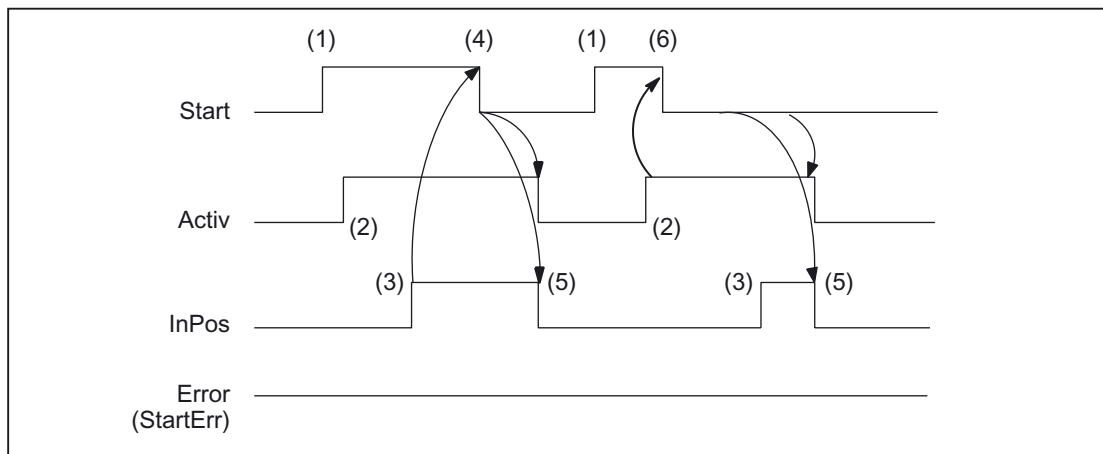 (1) (4) (1) (6)
Start
Activ
(2) (2)
(3) (5) (3) (5)
InPos
Error
(StartErr)